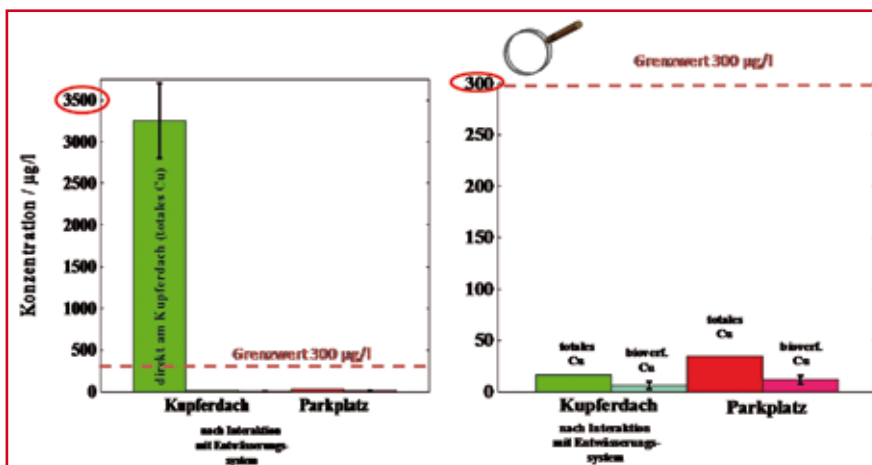 Konzentration / µg/l
3500
3000
2500
2000
1500
1000
500
0
direkt am Kupferdach (totales Cu)
Grenzwert 300 µg/l
Kupferdach
Parkplatz
nach Interaktion
mit Entwässerungs-
system
Grenzwert 300 µg/l
300
250
200
150
100
50
0
totales
Cu
bioverf.
Cu
totales
Cu
bioverf.
Cu
Kupferdach
Parkplatz
nach Interaktion
mit Entwässerungs-
system